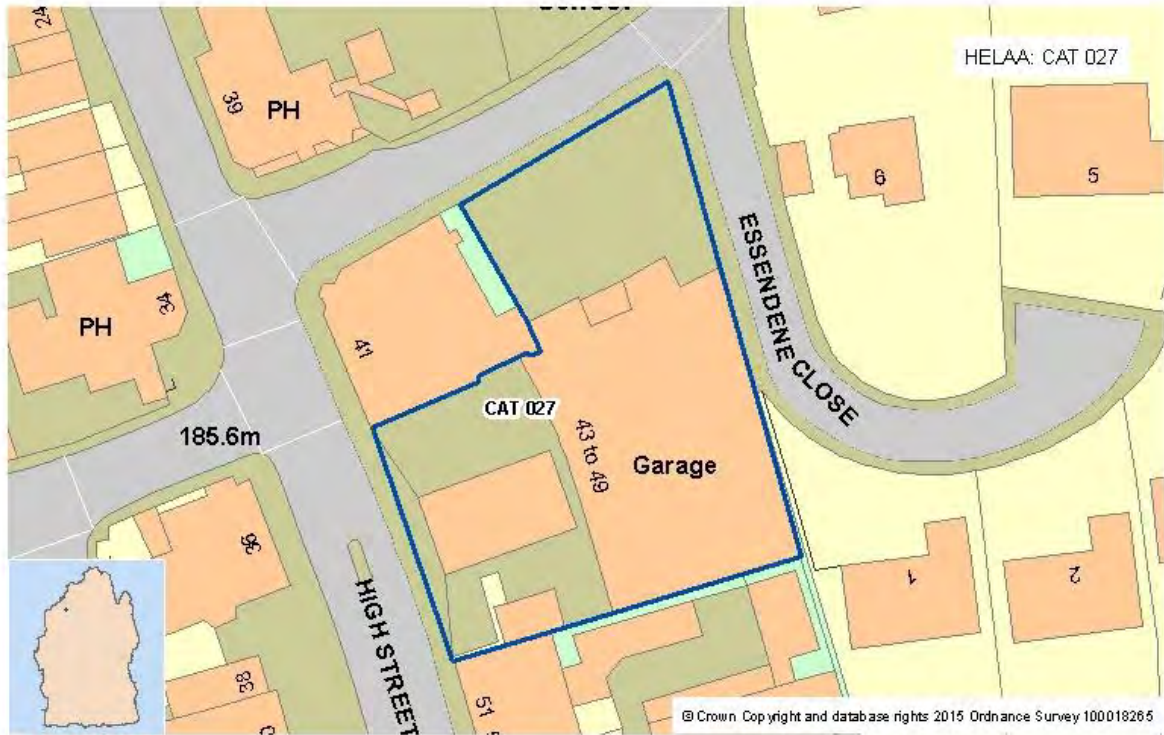 24
HELAA: CAT 027
39
PH
6
5
34
PH
41
ESSENDENE CLOSE
CAT 027
185.6m
43 to 49
Garage
36
1
2
HIGH STREET
38
51
© Crown Copyright and database rights 2015 Ordnance Survey 100018265